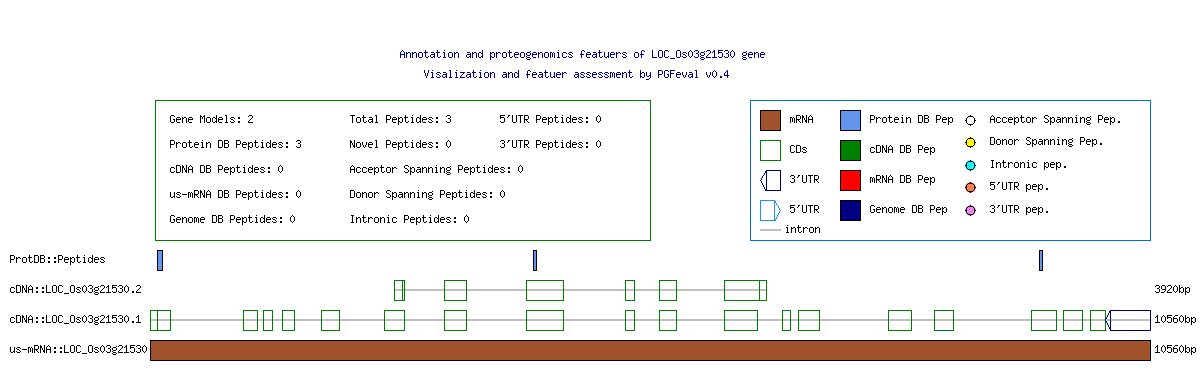 Annotation and proteogenomics featuers of LOC_Os03g21530 gene
Visalization and featuer assessment by PGFeval v0.4
Gene Models: 2 Total Peptides: 3 5'UTR Peptides: 0
Protein DB Peptides: 3 Novel Peptides: 0 3'UTR Peptides: 0
cDNA DB Peptides: 0 Acceptor Spanning Peptides: 0
us-mRNA DB Peptides: 0 Donor Spanning Peptides: 0
Genome DB Peptides: 0 Intronic Peptides: 0
mRNA Protein DB Pep Acceptor Spanning Pep.
CDs cDNA DB Pep Donor Spanning Pep.
3'UTR mRNA DB Pep Intronic pep.
5'UTR Genome DB Pep 5'UTR pep.
intron 3'UTR pep.
ProtDB::Peptides
cDNA::LOC_Os03g21530.2 3920bp
cDNA::LOC_Os03g21530.1 10560bp
us-mRNA::LOC_Os03g21530 10560bp